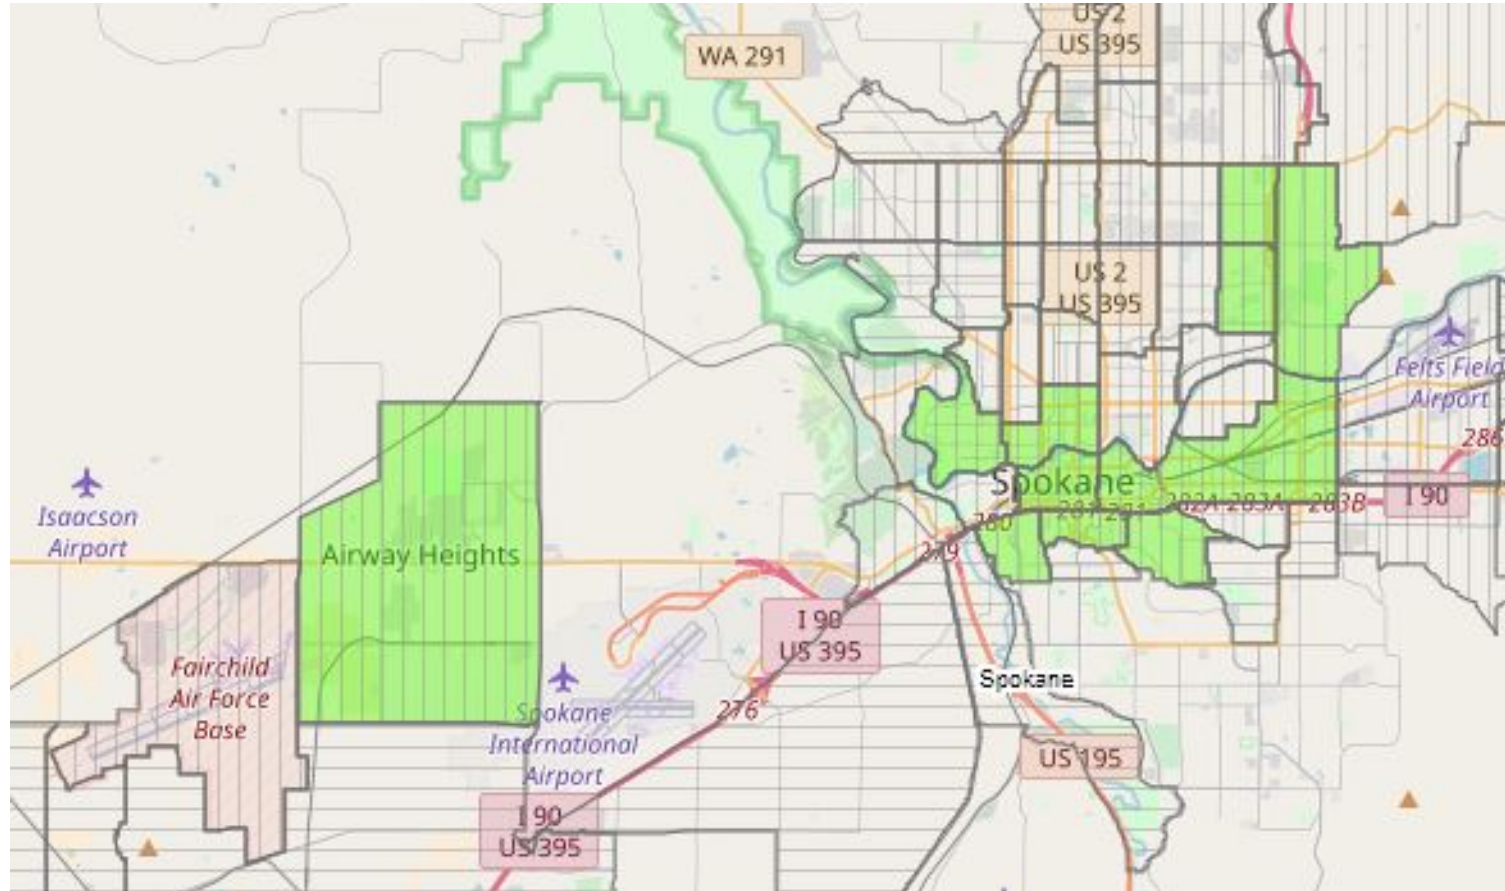 US 2
US 395
WA 291
US 2
US 395
Felts Field
Airport
286
Isaacson
Airport
Spokane
282A
283A
283B
I 90
280
279
Airway Heights
I 90
US 395
Fairchild
Air Force
Base
Spokane
276
Spokane
International
Airport
US 195
I 90
US 395